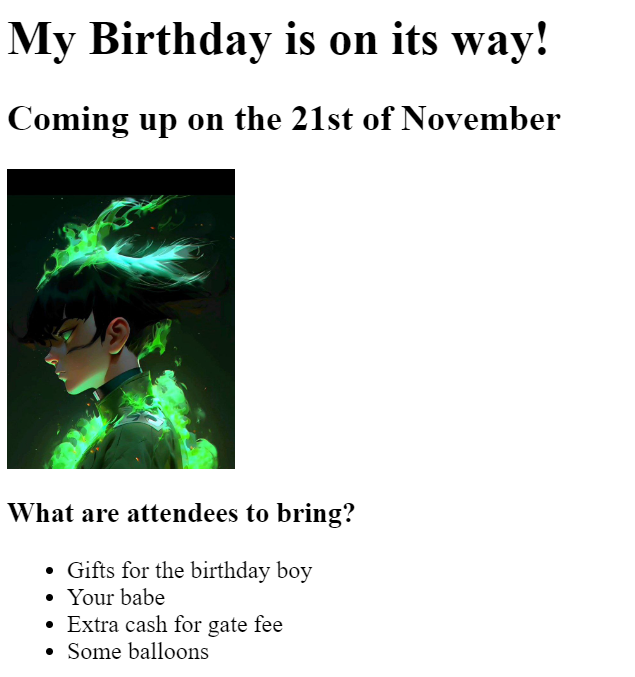 My Birthday is on its way!
Coming up on the 21st of November
What are attendees to bring?
Gifts for the birthday boy
Your babe
Extra cash for gate fee
Some balloons